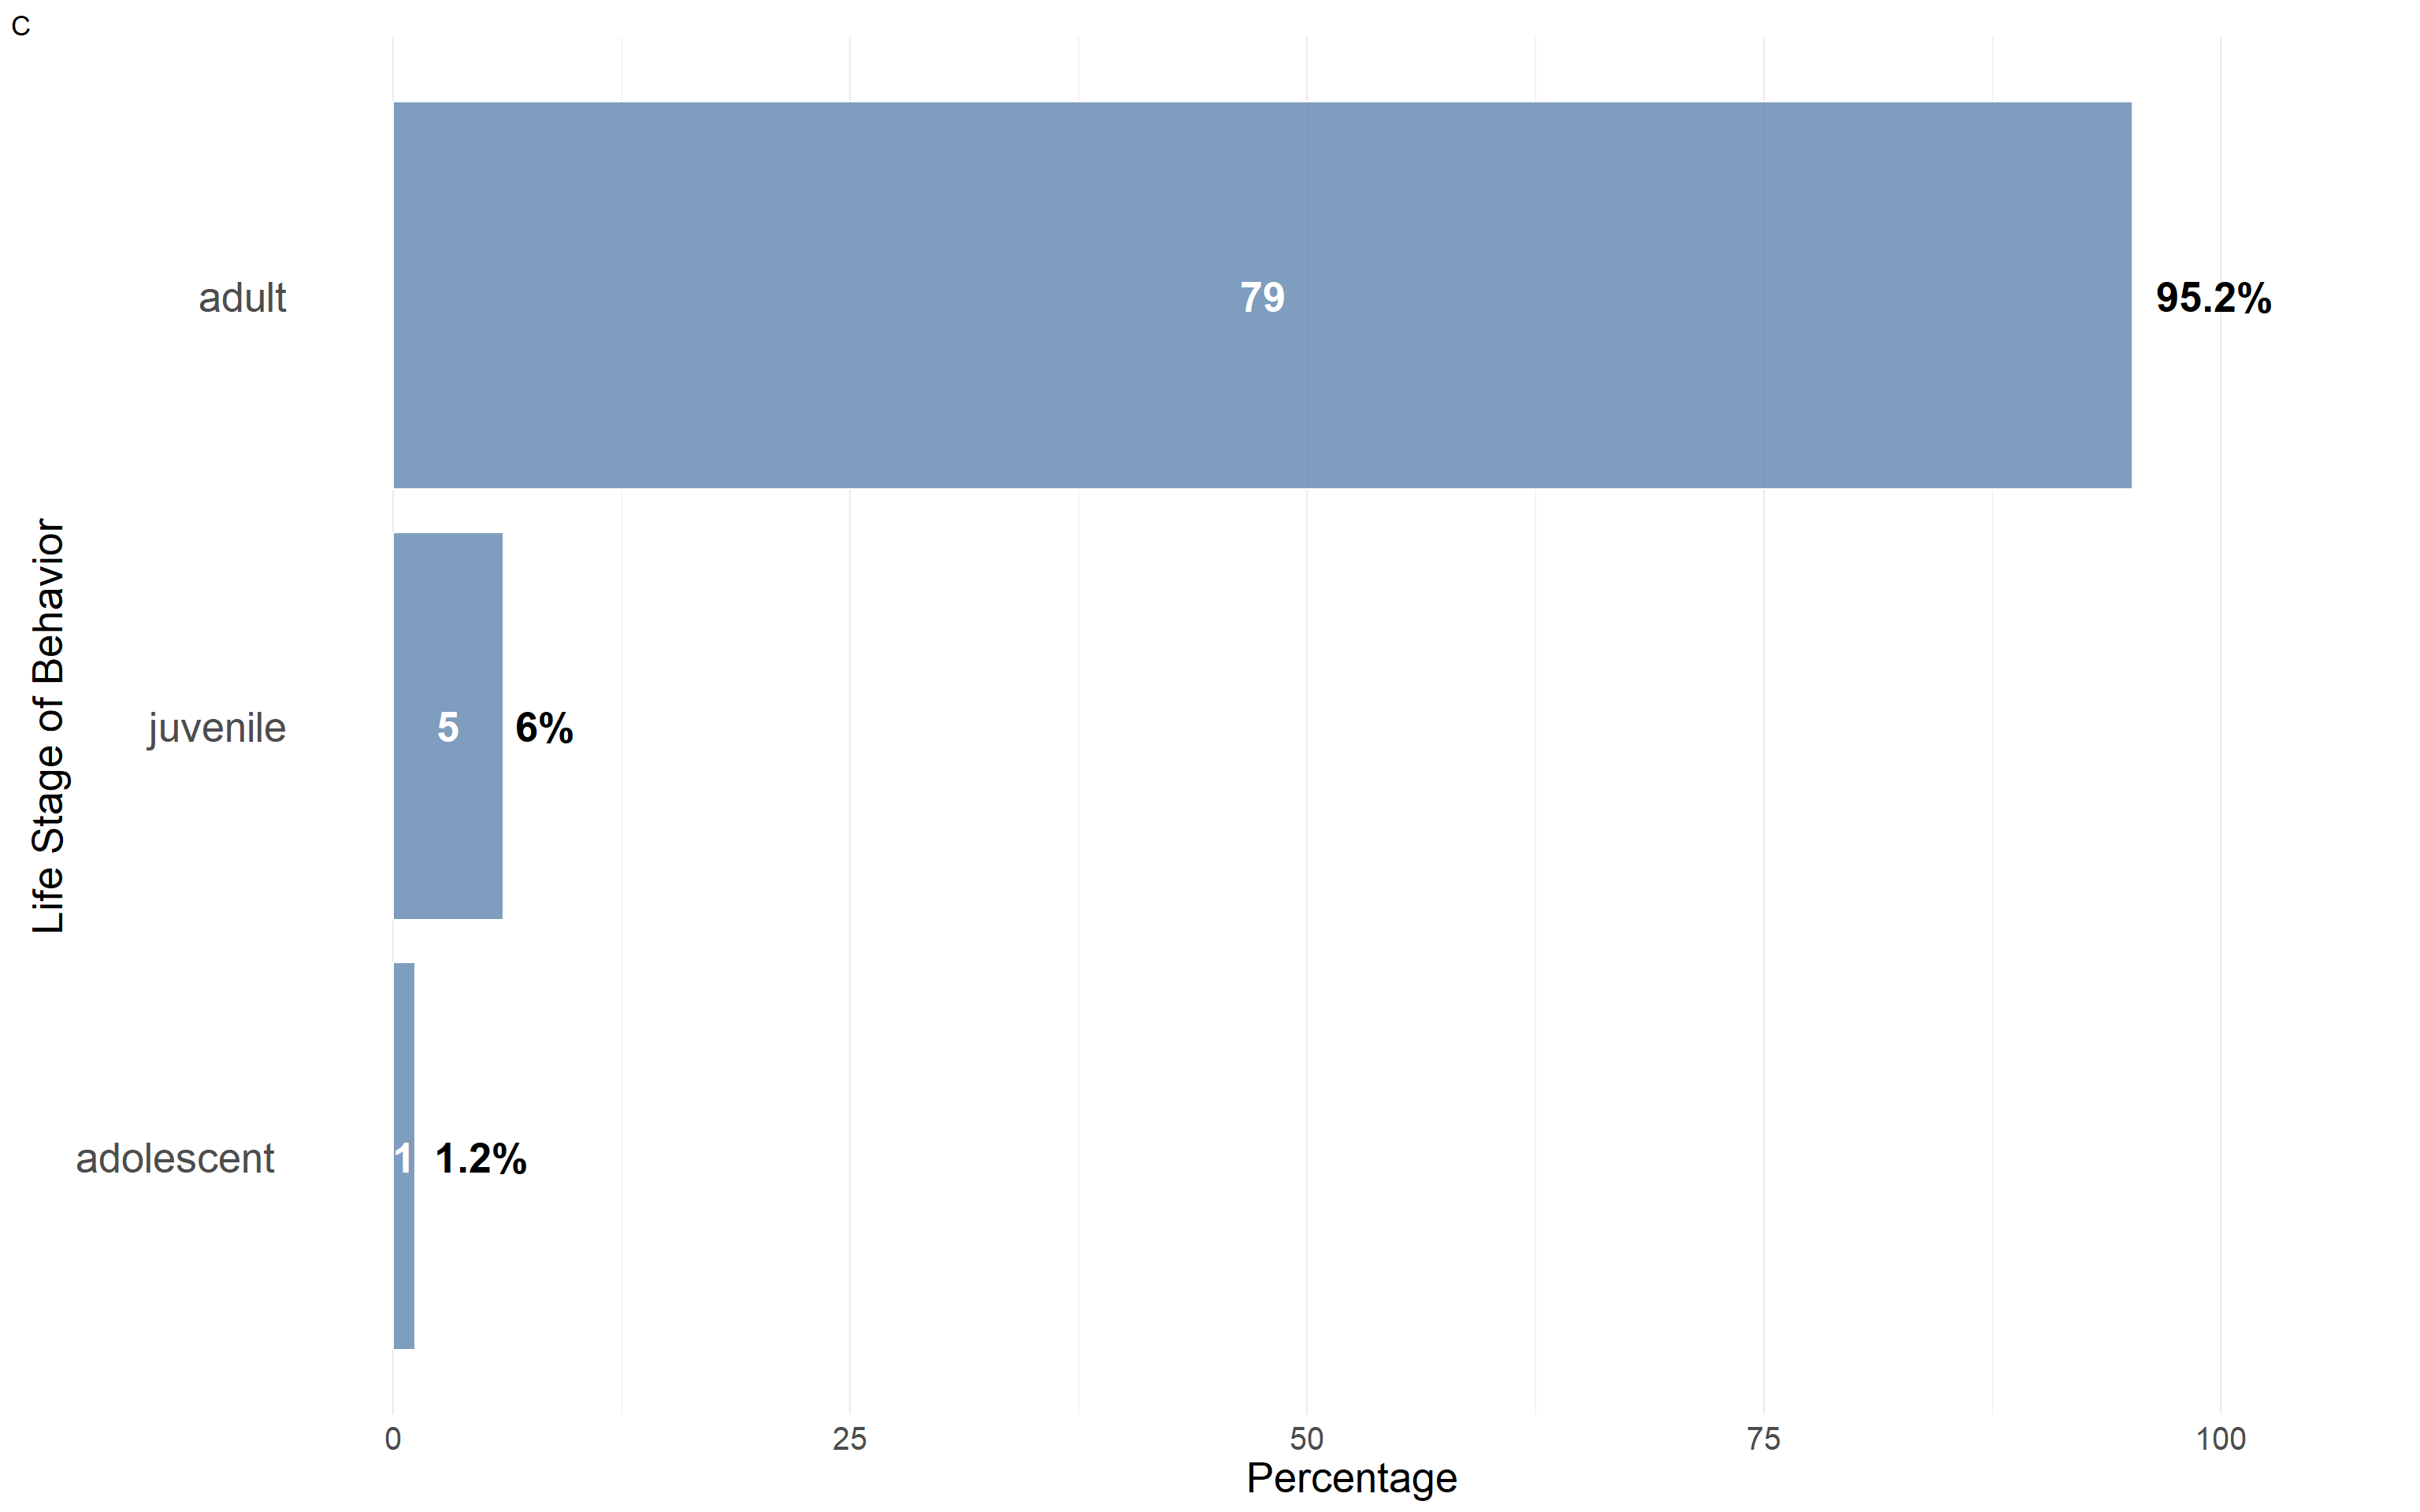 C
adult
79
95.2%
juvenile
5
6%
adolescent
1
1.2%
Life Stage of Behavior
0 25 50 75 100
Percentage